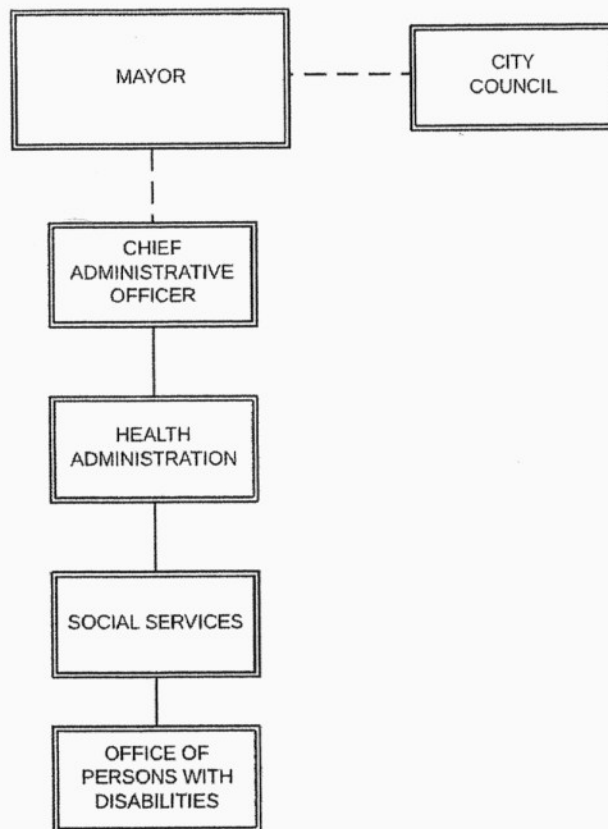 MAYOR
CITY
COUNCIL
CHIEF
ADMINISTRATIVE
OFFICER
HEALTH
ADMINISTRATION
SOCIAL SERVICES
OFFICE OF
PERSONS WITH
DISABILITIES